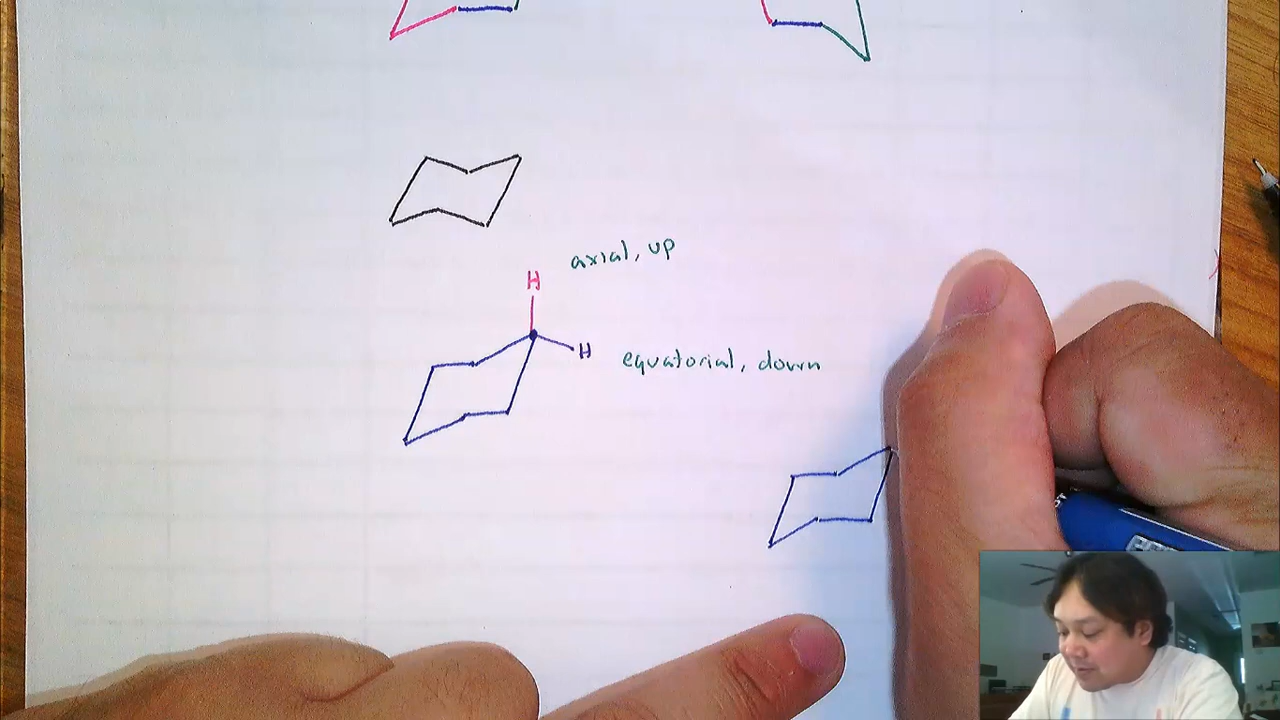 axial, up
H
H
equatorial, down